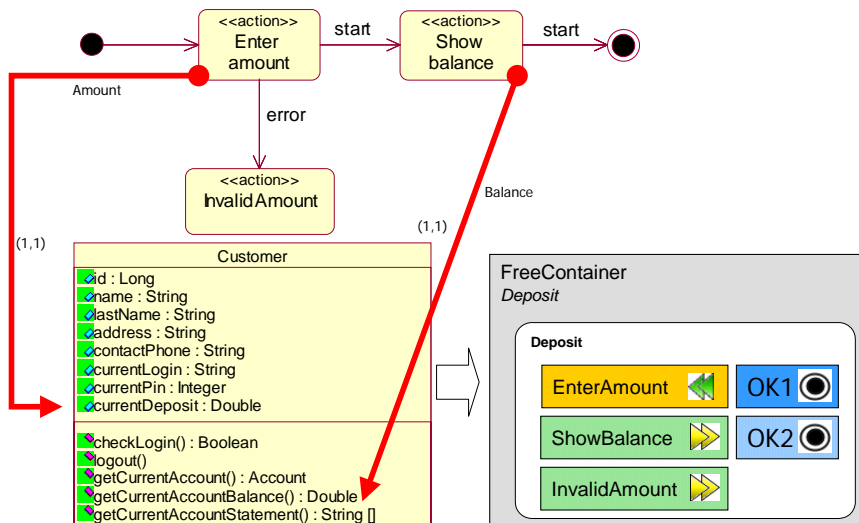 <<action>>
Enter
amount
start
<<action>>
Show
balance
start
Amount
error
<<action>>
InvalidAmount
Balance
(1,1)
(1,1)
Customer
id : Long
name : String
lastName : String
address : String
contactPhone : String
currentLogin : String
currentPin : Integer
currentDeposit : Double
checkLogin() : Boolean
logout()
getCurrentAccount() : Account
getCurrentAccountBalance() : Double
getCurrentAccountStatement() : String []
FreeContainer
Deposit
Deposit
EnterAmount
OK1
ShowBalance
OK2
InvalidAmount